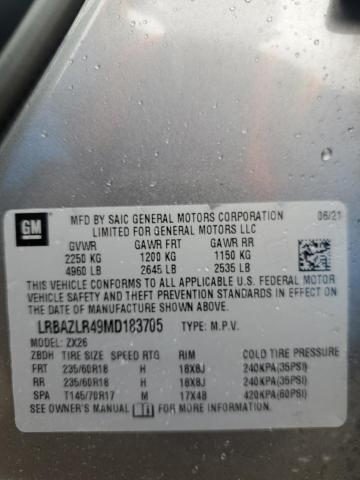 GM
MFD BY SAIC GENERAL MOTORS CORPORATION 06/21
LIMITED FOR GENERAL MOTORS LLC
GVWR GAWR FRT GAWR RR
2250 KG 1200 KG 1150 KG
4960 LB 2645 LB 2535 LB
THIS VEHICLE CONFORMS TO ALL APPLICABLE U.S. FEDERAL MOTOR
VEHICLE SAFETY, BUMPER, AND THEFT
PREVENTION STANDARDS IN EFFECT ON
THE DATE OF MANUFACTURE SHOWN ABOVE.
LRBAZLR49MD183705 TYPE: M.P.V.
MODEL: ZX26
ZBDH TIRE SIZE SPEED RTG RIM COLD TIRE PRESSURE
FRT 235/60R18 H 18X8J 240KPA(35PSI)
RR 235/60R18 H 18X8J 240KPA(35PSI)
SPA T145/70R17 M 17X4B 420KPA(60PSI)
SEE OWNER'S MANUAL FOR ADDITIONAL INFORMATION